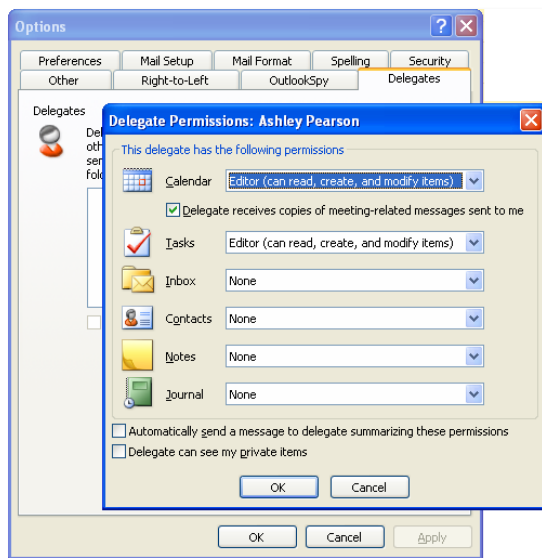 Options
Preferences
Mail Setup
Mail Format
Spelling
Security
Other
Right-to-Left
OutlookSpy
Delegates
Delegates
Delegate Permissions: Ashley Pearson
This delegate has the following permissions
Calendar
Editor (can read, create, and modify items)
Delegate receives copies of meeting-related messages sent to me
Tasks
Editor (can read, create, and modify items)
Inbox
None
Contacts
None
Notes
None
Journal
None
Automatically send a message to delegate summarizing these permissions
Delegate can see my private items
OK
Cancel
OK
Cancel
Apply